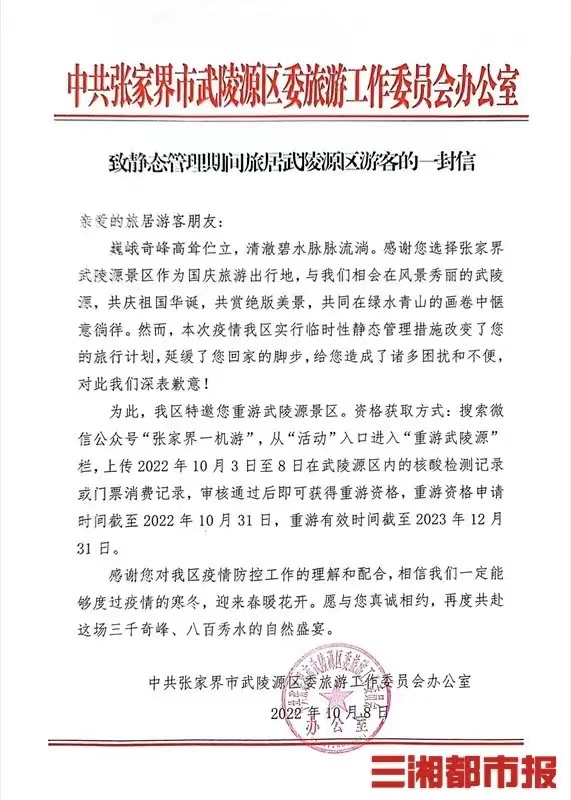 中共张家界市武陵源区委旅游工作委员会办公室
致静态管理期间旅居武陵源区游客的一封信
亲爱的旅居游客朋友：
巍峨奇峰高耸伫立，清澈碧水脉脉流淌。感谢您选择张家界
武陵源景区作为国庆旅游出行地，与我们相会在风景秀丽的武陵
源，共庆祖国华诞，共赏绝版美景，共同在绿水青山的画卷中惬
意徜徉。然而，本次疫情我区实行临时性静态管理措施改变了您
的旅行计划，延缓了您回家的脚步，给您造成了诸多困扰和不便，
对此我们深表歉意！
为此，我区特邀您重游武陵源景区。资格获取方式：搜索微
信公众号“张家界一机游”，从“活动”入口进入“重游武陵源”
栏，上传 2022 年 10 月 3 日至 8 日在武陵源区内的核酸检测记录
或门票消费记录，审核通过后即可获得重游资格，重游资格申请
时间截至 2022 年 10 月 31 日，重游有效时间截至 2023 年 12 月
31 日。
感谢您对我区疫情防控工作的理解和配合，相信我们一定能
够度过疫情的寒冬，迎来春暖花开。愿与您真诚相约，再度共赴
这场三千奇峰、八百秀水的自然盛宴。
中共张家界市武陵源区委旅游工作委员会办公室
2022 年 10 月 8 日
办公室
三湘都市报